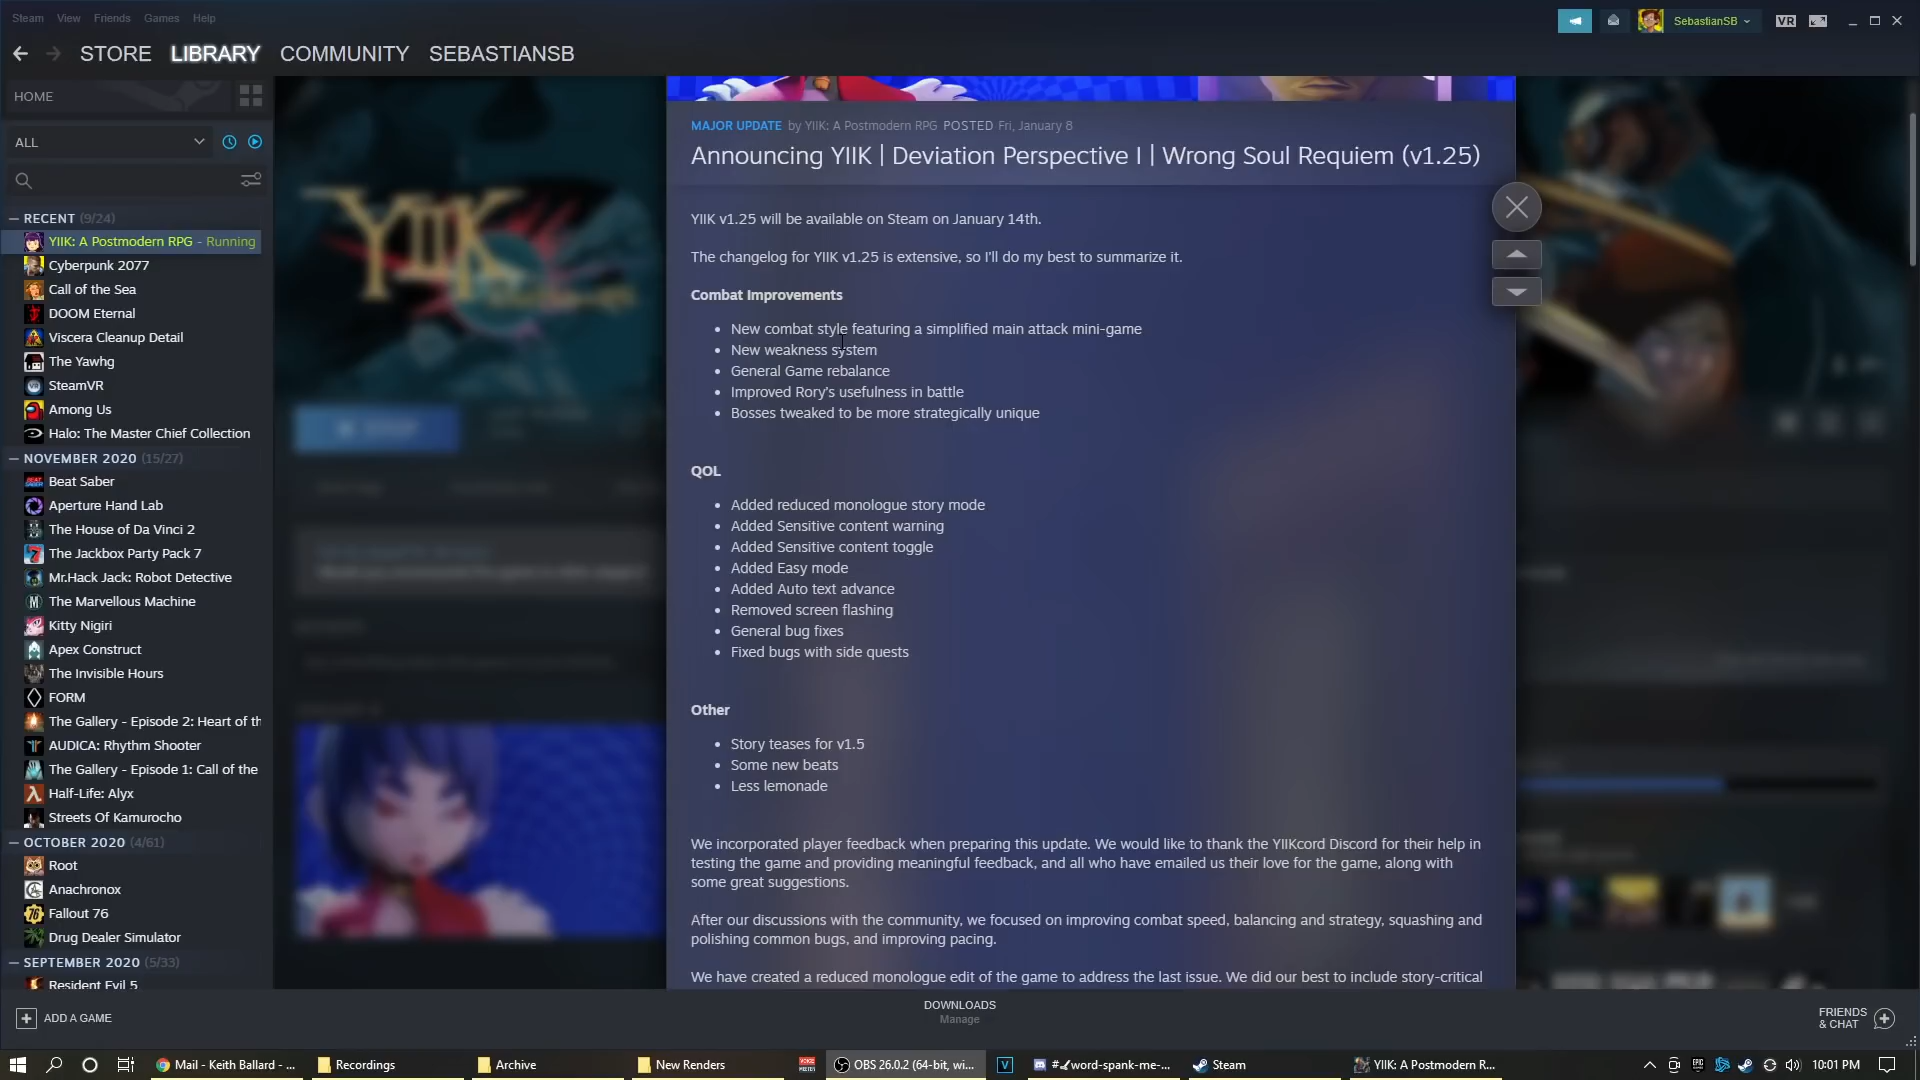 Steam View Friends Games Help
SebastianSB
VR
STORE LIBRARY COMMUNITY SEBASTIANSB
HOME
ALL
RECENT (9/24)
YIIK: A Postmodern RPG - Running
Cyberpunk 2077
Call of the Sea
DOOM Eternal
Viscera Cleanup Detail
The Yawhg
SteamVR
Among Us
Halo: The Master Chief Collection
NOVEMBER 2020 (15/27)
Beat Saber
Aperture Hand Lab
The House of Da Vinci 2
The Jackbox Party Pack 7
Mr.Hack Jack: Robot Detective
The Marvellous Machine
Kitty Nigiri
Apex Construct
The Invisible Hours
FORM
The Gallery - Episode 2: Heart of th
AUDICA: Rhythm Shooter
The Gallery - Episode 1: Call of the
Half-Life: Alyx
Streets Of Kamurocho
OCTOBER 2020 (4/61)
Root
Anachronox
Fallout 76
Drug Dealer Simulator
SEPTEMBER 2020 (5/33)
Resident Evil 5
ADD A GAME
YIIK
MAJOR UPDATE by YIIK: A Postmodern RPG POSTED Fri, January 8
Announcing YIIK | Deviation Perspective I | Wrong Soul Requiem (v1.25)
YIIK v1.25 will be available on Steam on January 14th.
The changelog for YIIK v1.25 is extensive, so I'll do my best to summarize it.
Combat Improvements
• New combat style featuring a simplified main attack mini-game
• New weakness system
• General Game rebalance
• Improved Rory's usefulness in battle
• Bosses tweaked to be more strategically unique
QOL
• Added reduced monologue story mode
• Added Sensitive content warning
• Added Sensitive content toggle
• Added Easy mode
• Added Auto text advance
• Removed screen flashing
• General bug fixes
• Fixed bugs with side quests
Other
• Story teases for v1.5
• Some new beats
• Less lemonade
We incorporated player feedback when preparing this update. We would like to thank the YIIKcord Discord for their help in
testing the game and providing meaningful feedback, and all who have emailed us their love for the game, along with
some great suggestions.
After our discussions with the community, we focused on improving combat speed, balancing and strategy, squashing and
polishing common bugs, and improving pacing.
We have created a reduced monologue edit of the game to address the last issue. We did our best to include story-critical
DOWNLOADS
Manage
FRIENDS
& CHAT
Mail - Keith Ballard - ...
Recordings
Archive
New Renders
OBS 26.0.2 (64-bit, wi...
#🖌word-spank-me-...
Steam
YIIK: A Postmodern R...
10:01 PM